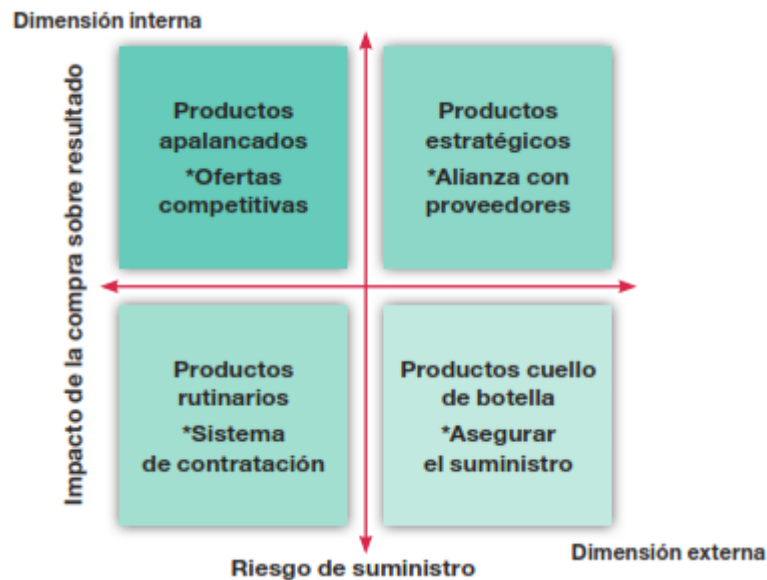 Dimensión interna
Impacto de la compra sobre resultado
Productos
apalancados
*Ofertas
competitivas
Productos
estratégicos
*Alianza con
proveedores
Productos
rutinarios
*Sistema
de contratación
Productos cuello
de botella
*Asegurar
el suministro
Riesgo de suministro
Dimensión externa